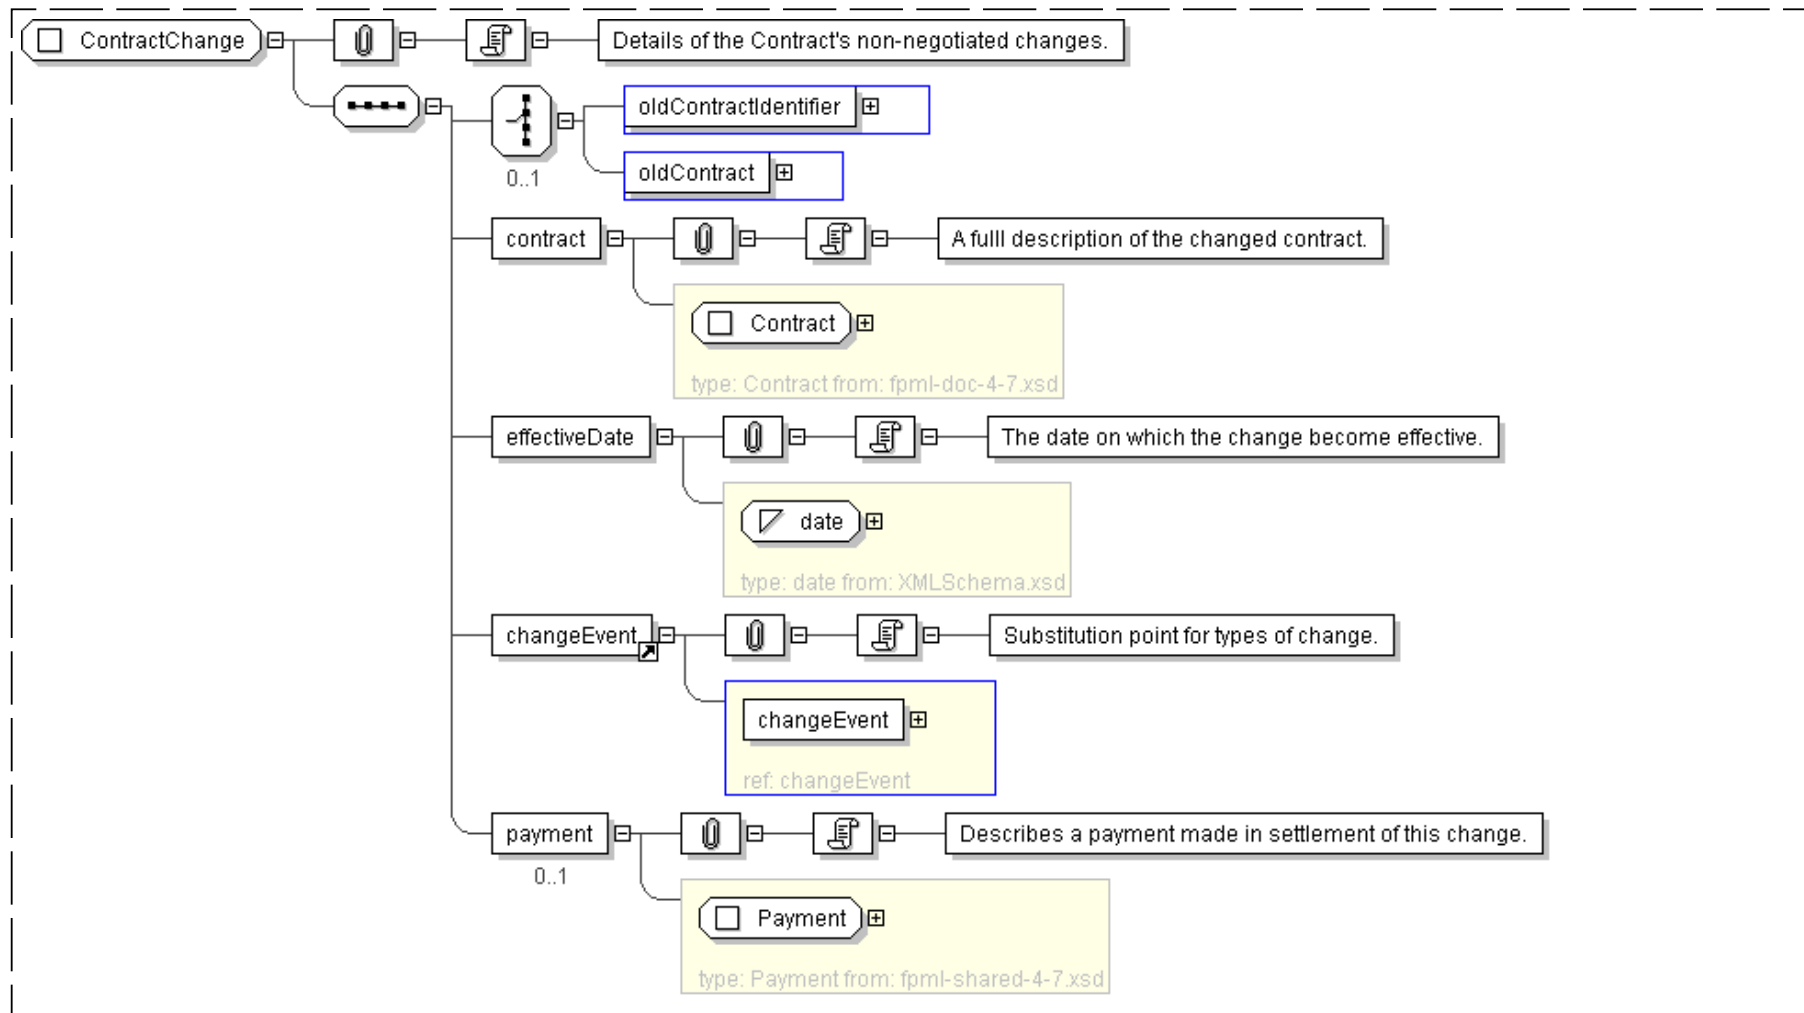 ContractChange
Details of the Contract's non-negotiated changes.
oldContractIdentifier
oldContract
0..1
contract
A fulll description of the changed contract.
Contract
type: Contract from: fpml-doc-4-7.xsd
effectiveDate
The date on which the change become effective.
date
type: date from: XMLSchema.xsd
changeEvent
Substitution point for types of change.
changeEvent
ref: changeEvent
payment
Describes a payment made in settlement of this change.
0..1
Payment
type: Payment from: fpml-shared-4-7.xsd